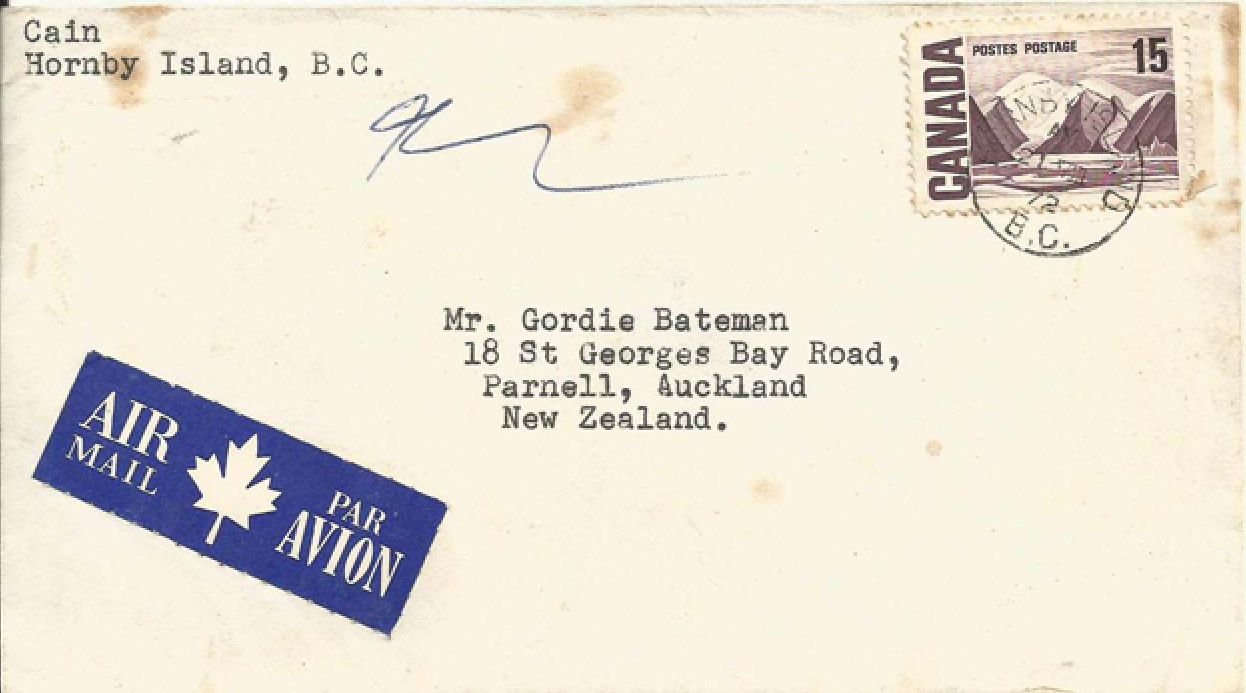 Cain
Hornby Island, B.C.
CANADA
POSTES POSTAGE 15
72
B.C.
Mr. Gordie Bateman
18 St Georges Bay Road,
Parnell, Auckland
New Zealand.
AIR
MAIL
PAR
AVION